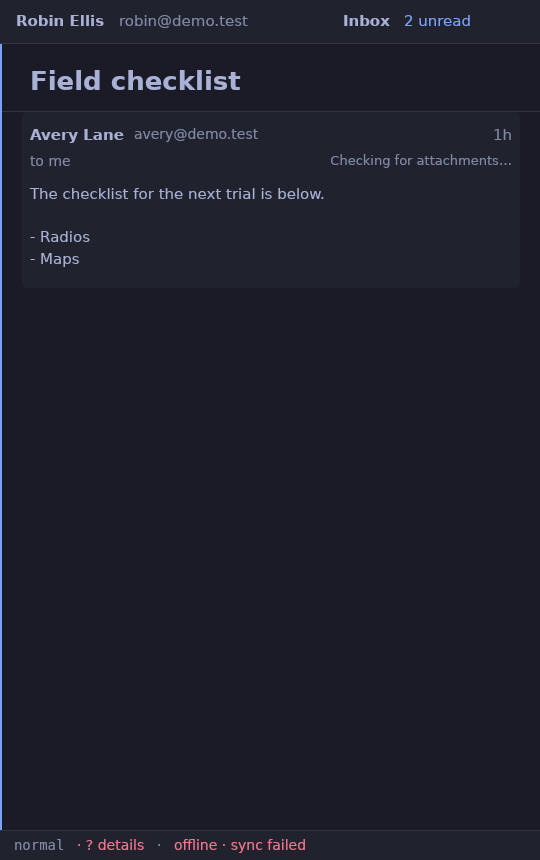 Robin Ellis robin@demo.test Inbox 2 unread
Field checklist
Avery Lane avery@demo.test 1h
to me Checking for attachments...
The checklist for the next trial is below.
- Radios
- Maps
normal · ? details · offline · sync failed